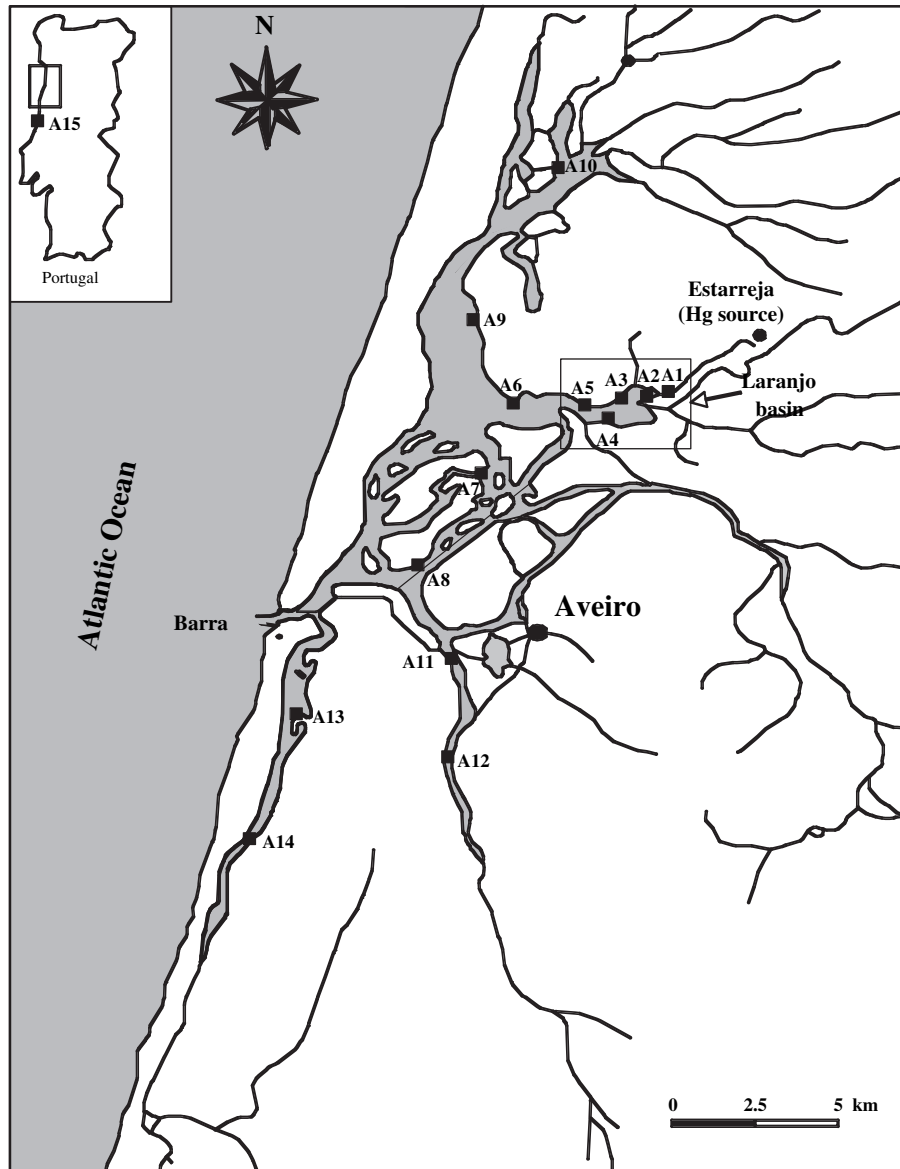 N
A15
Portugal
A10
Estarreja
(Hg source)
A9
A6
A5
A3
A2
A1
Laranjo
basin
A4
A7
Atlantic Ocean
A8
Barra
Aveiro
A11
A13
A12
A14
0 2.5 5 km